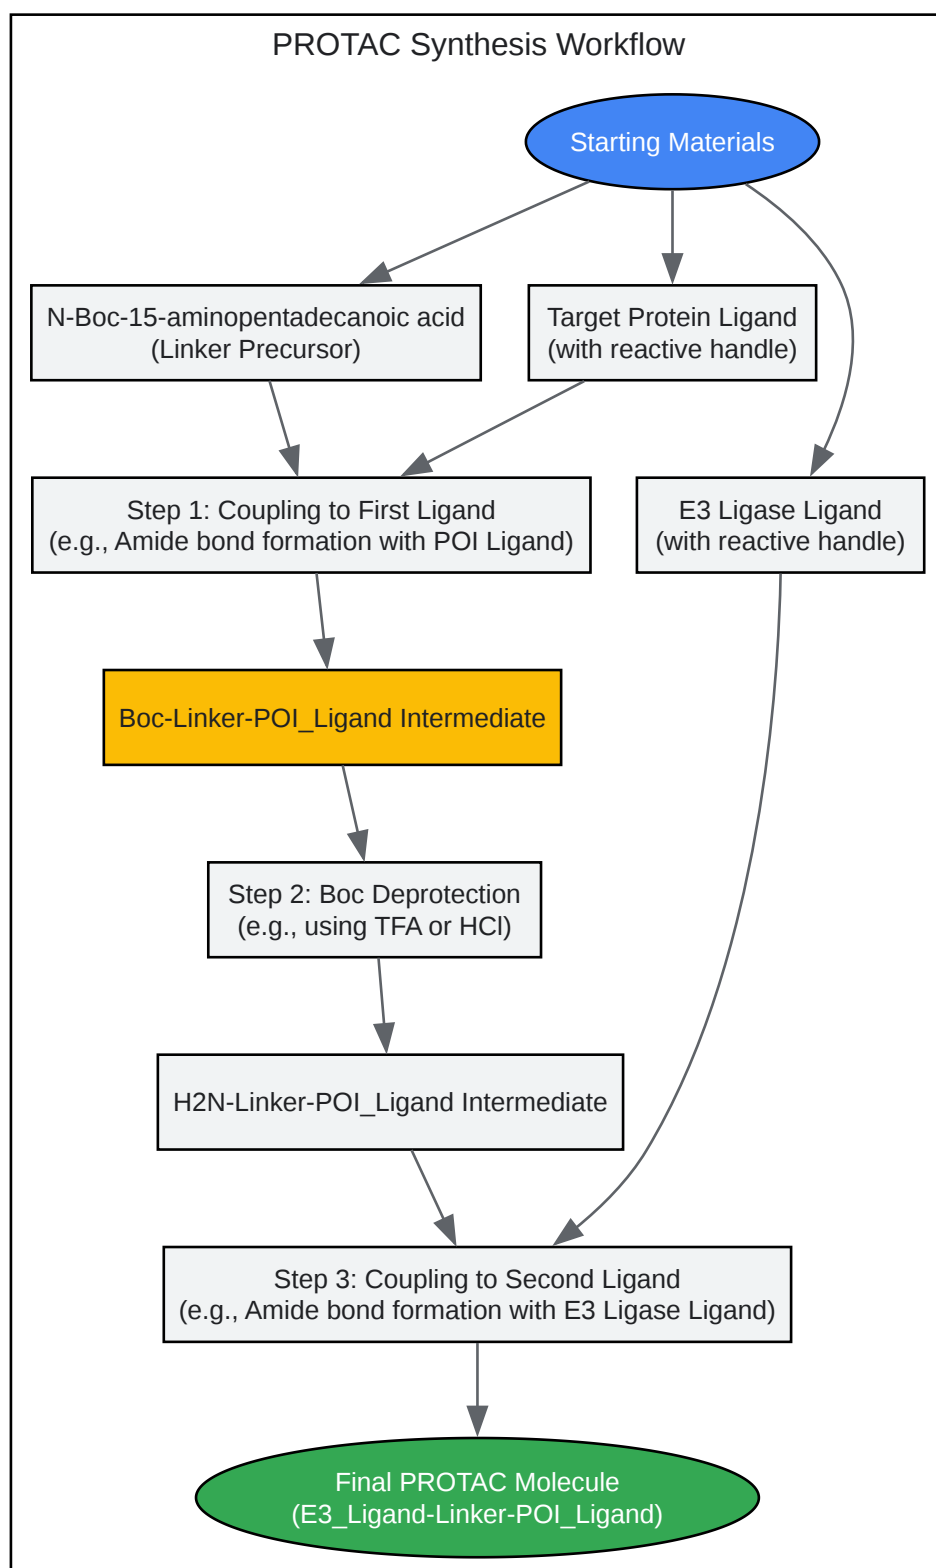 PROTAC Synthesis Workflow
Starting Materials
N-Boc-15-aminopentadecanoic acid
(Linker Precursor)
Target Protein Ligand
(with reactive handle)
Step 1: Coupling to First Ligand
(e.g., Amide bond formation with POI Ligand)
E3 Ligase Ligand
(with reactive handle)
Boc-Linker-POI_Ligand Intermediate
Step 2: Boc Deprotection
(e.g., using TFA or HCl)
H2N-Linker-POI_Ligand Intermediate
Step 3: Coupling to Second Ligand
(e.g., Amide bond formation with E3 Ligase Ligand)
Final PROTAC Molecule
(E3_Ligand-Linker-POI_Ligand)